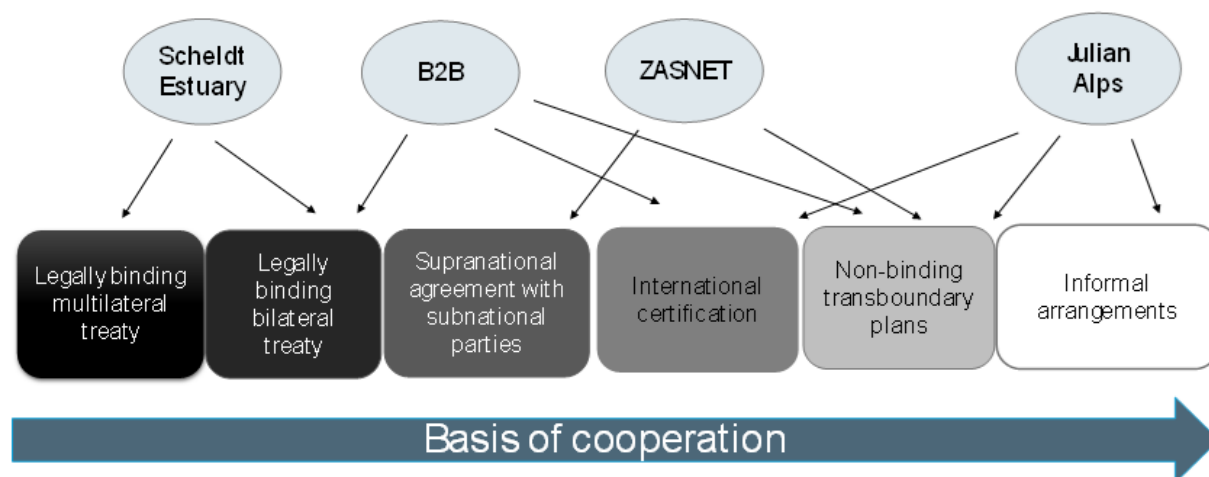 Scheldt
Estuary
B2B
ZASNET
Julian
Alps
Legally binding
multilateral
treaty
Legally
binding
bilateral
treaty
Supranational
agreement with
subnational
parties
International
certification
Non-binding
transboundary
plans
Informal
arrangements
Basis of cooperation